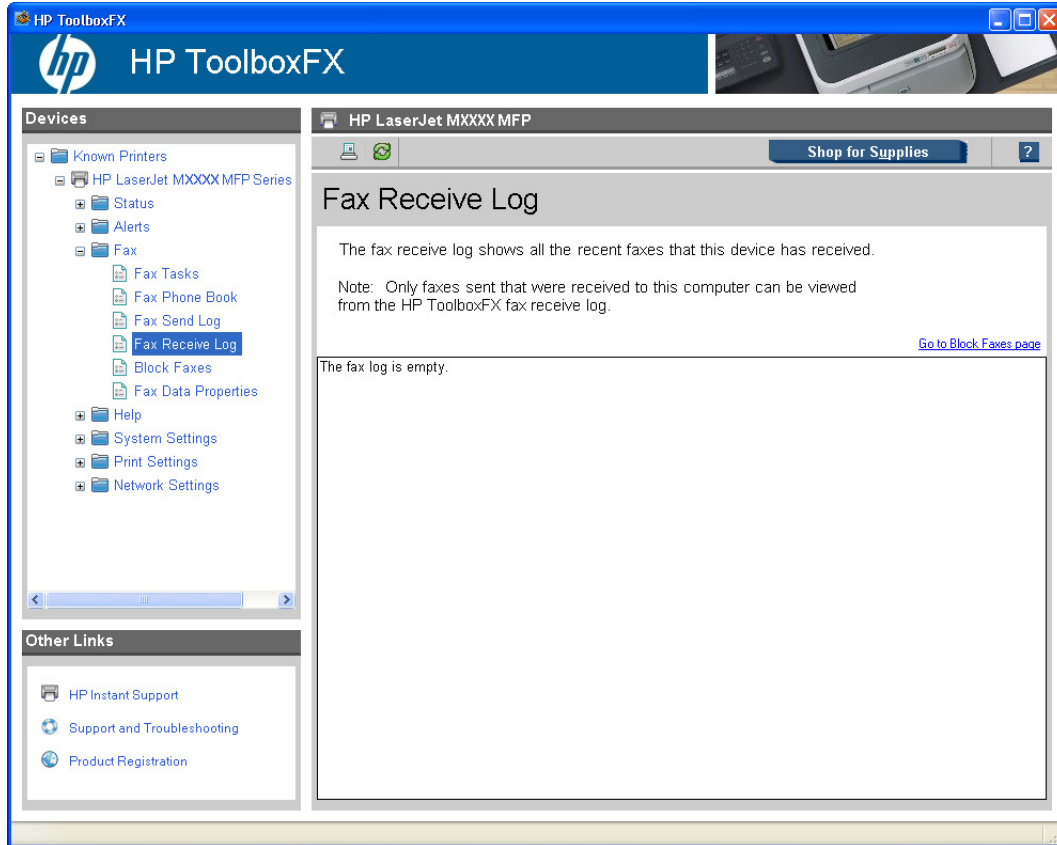 HP ToolboxFX
hp
HP ToolboxFX
Devices
Known Printers
HP LaserJet MXXXX MFP Series
Status
Alerts
Fax
Fax Tasks
Fax Phone Book
Fax Send Log
Fax Receive Log
Block Faxes
Fax Data Properties
Help
System Settings
Print Settings
Network Settings
Other Links
HP Instant Support
Support and Troubleshooting
Product Registration
HP LaserJet MXXXX MFP
Shop for Supplies
?
Fax Receive Log
The fax receive log shows all the recent faxes that this device has received.
Note: Only faxes sent that were received to this computer can be viewed
from the HP ToolboxFX fax receive log.
Go to Block Faxes page
The fax log is empty.